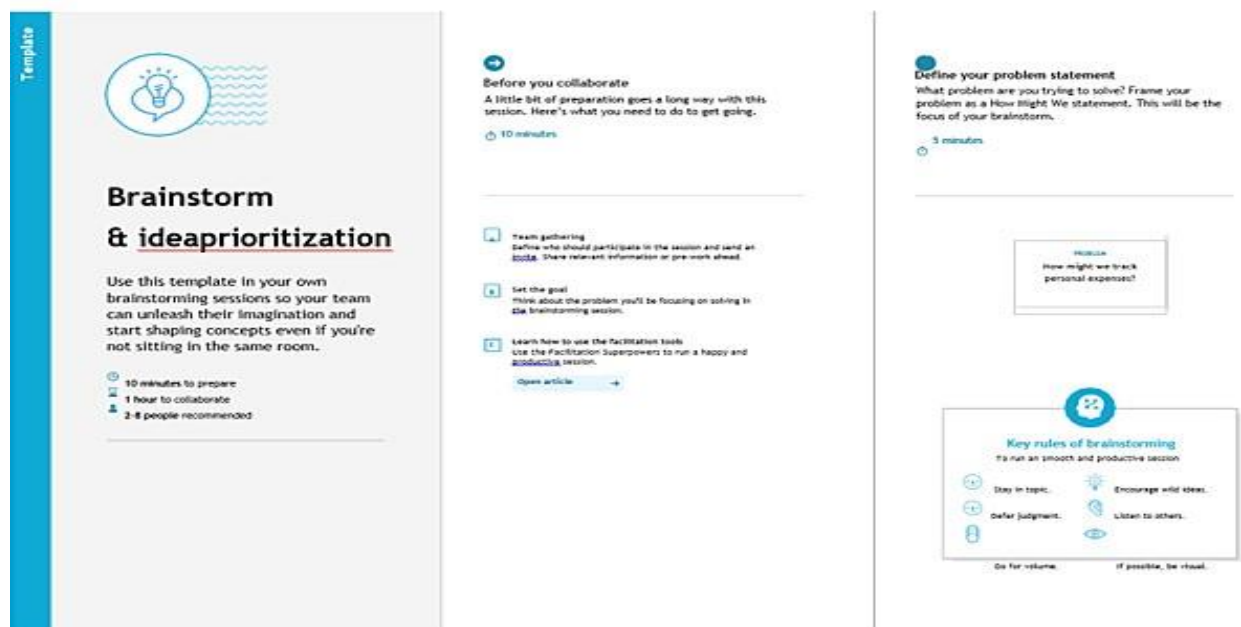 Template
Brainstorm
& ideaprioritization
Use this template in your own
brainstorming sessions so your team
can unleash their imagination and
start shaping concepts even if you're
not sitting in the same room.
10 minutes to prepare
1 hour to collaborate
2-8 people recommended
Before you collaborate
A little bit of preparation goes a long way with this
session. Here's what you need to do to get going.
10 minutes
Team gathering
Define who should participate in the session and send an
invite. Share relevant information or pre-work ahead.
Set the goal
Think about the problem you'll be focusing on solving in
the brainstorming session.
Learn how to use the facilitation tools
Use the Facilitation Superpowers to run a happy and
productive session.
Open article
Define your problem statement
What problem are you trying to solve? Frame your
problem as a How Might We statement. This will be the
focus of your brainstorm.
5 minutes
PROBLEM
How might we track
personal expenses?
Key rules of brainstorming
To run an smooth and productive session
Stay in topic.
Encourage wild ideas.
Defer judgment.
Listen to others.
Go for volume.
If possible, be visual.